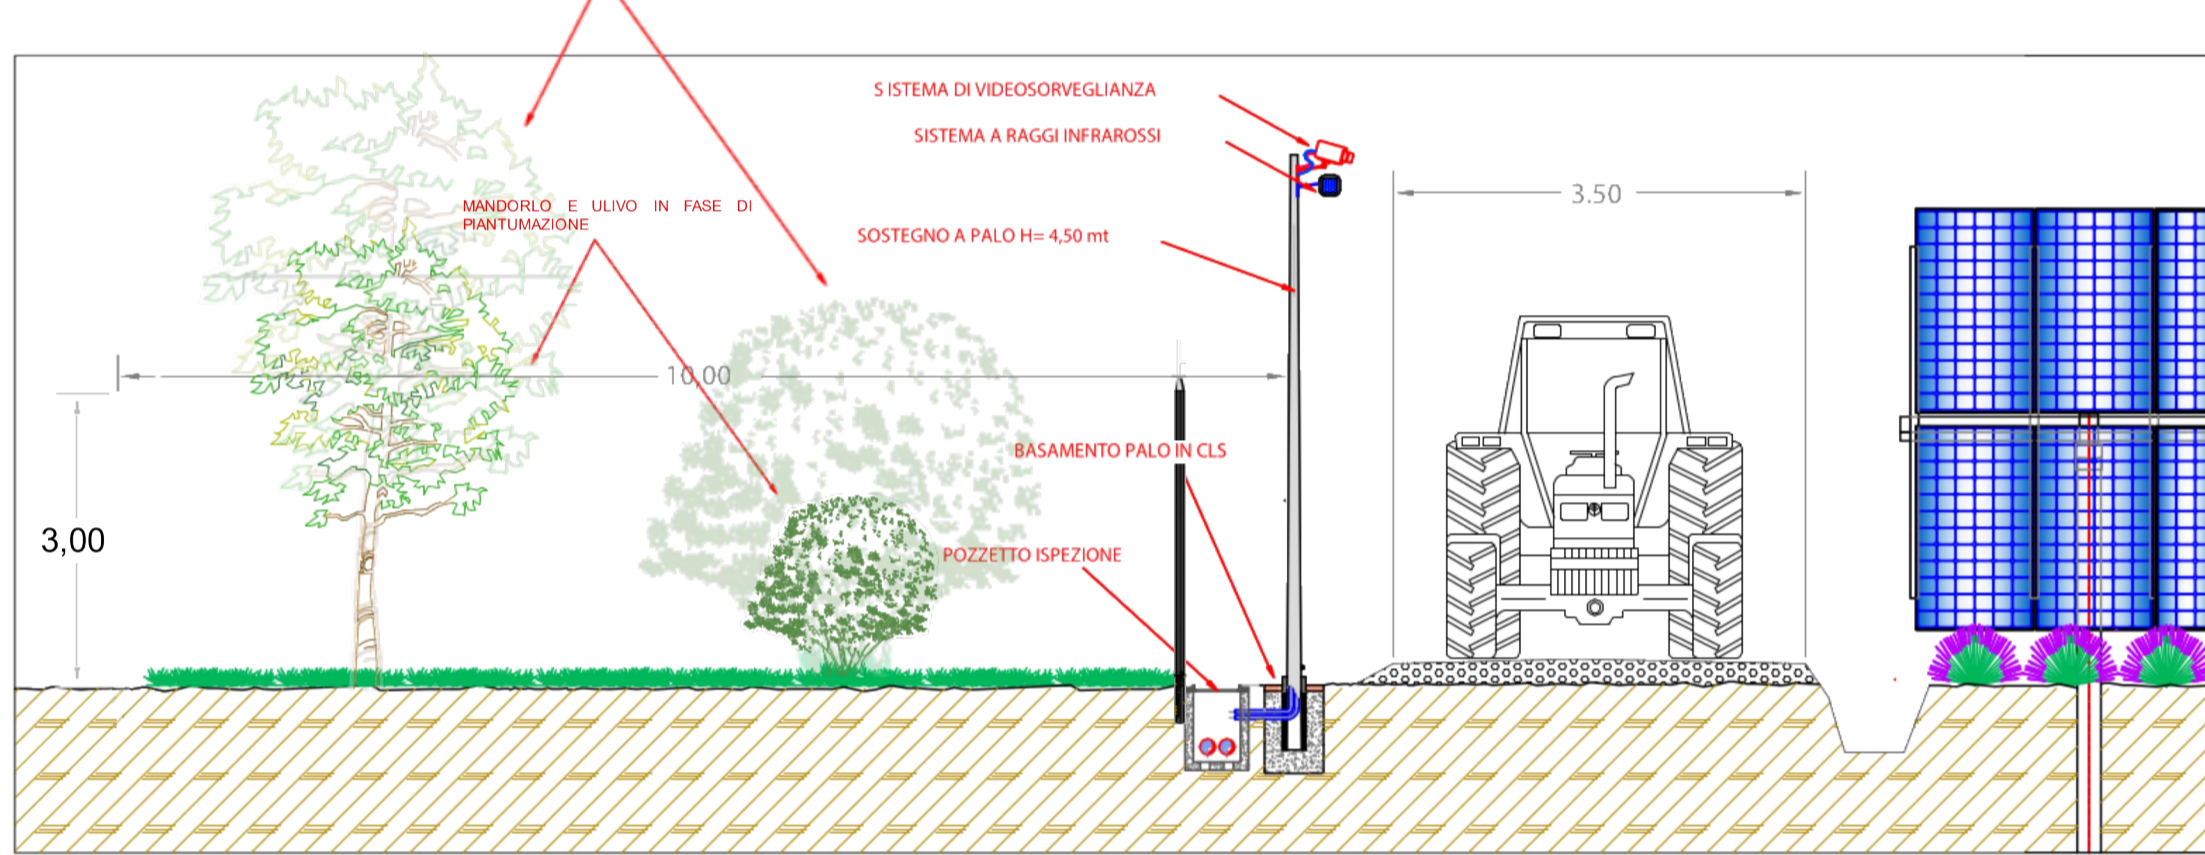 S ISTEMA DI VIDEOSORVEGLIANZA
SISTEMA A RAGGI INFRAROSSI
3.50
MANDORLO E ULIVO IN FASE DI
PIANTUMAZIONE
SOSTEGNO A PALO H= 4,50 mt
10,00
BASAMENTO PALO IN CLS
3,00
POZZETTO ISPEZIONE